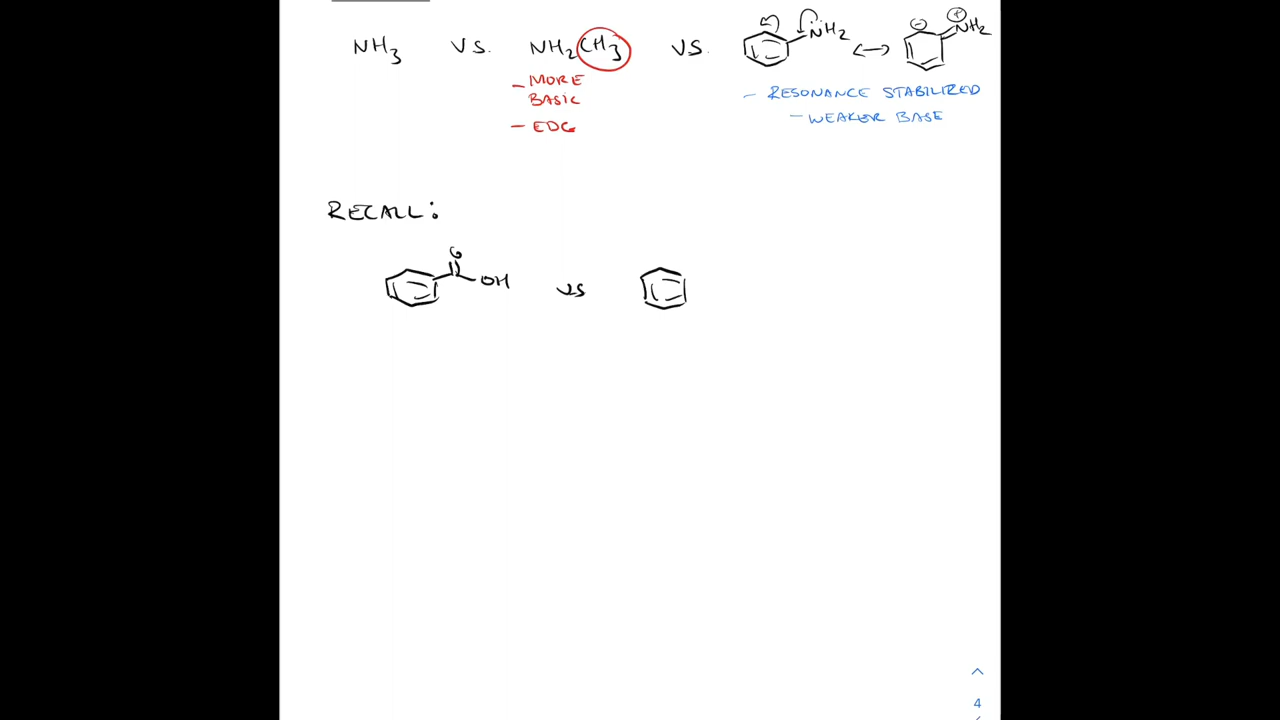 NH3 VS. NH2CH3 VS. NH2 ↔ NH2
- MORE BASIC
- EDG
- RESONANCE STABILIZED
- WEAKER BASE
RECALL:
O
OH VS
4